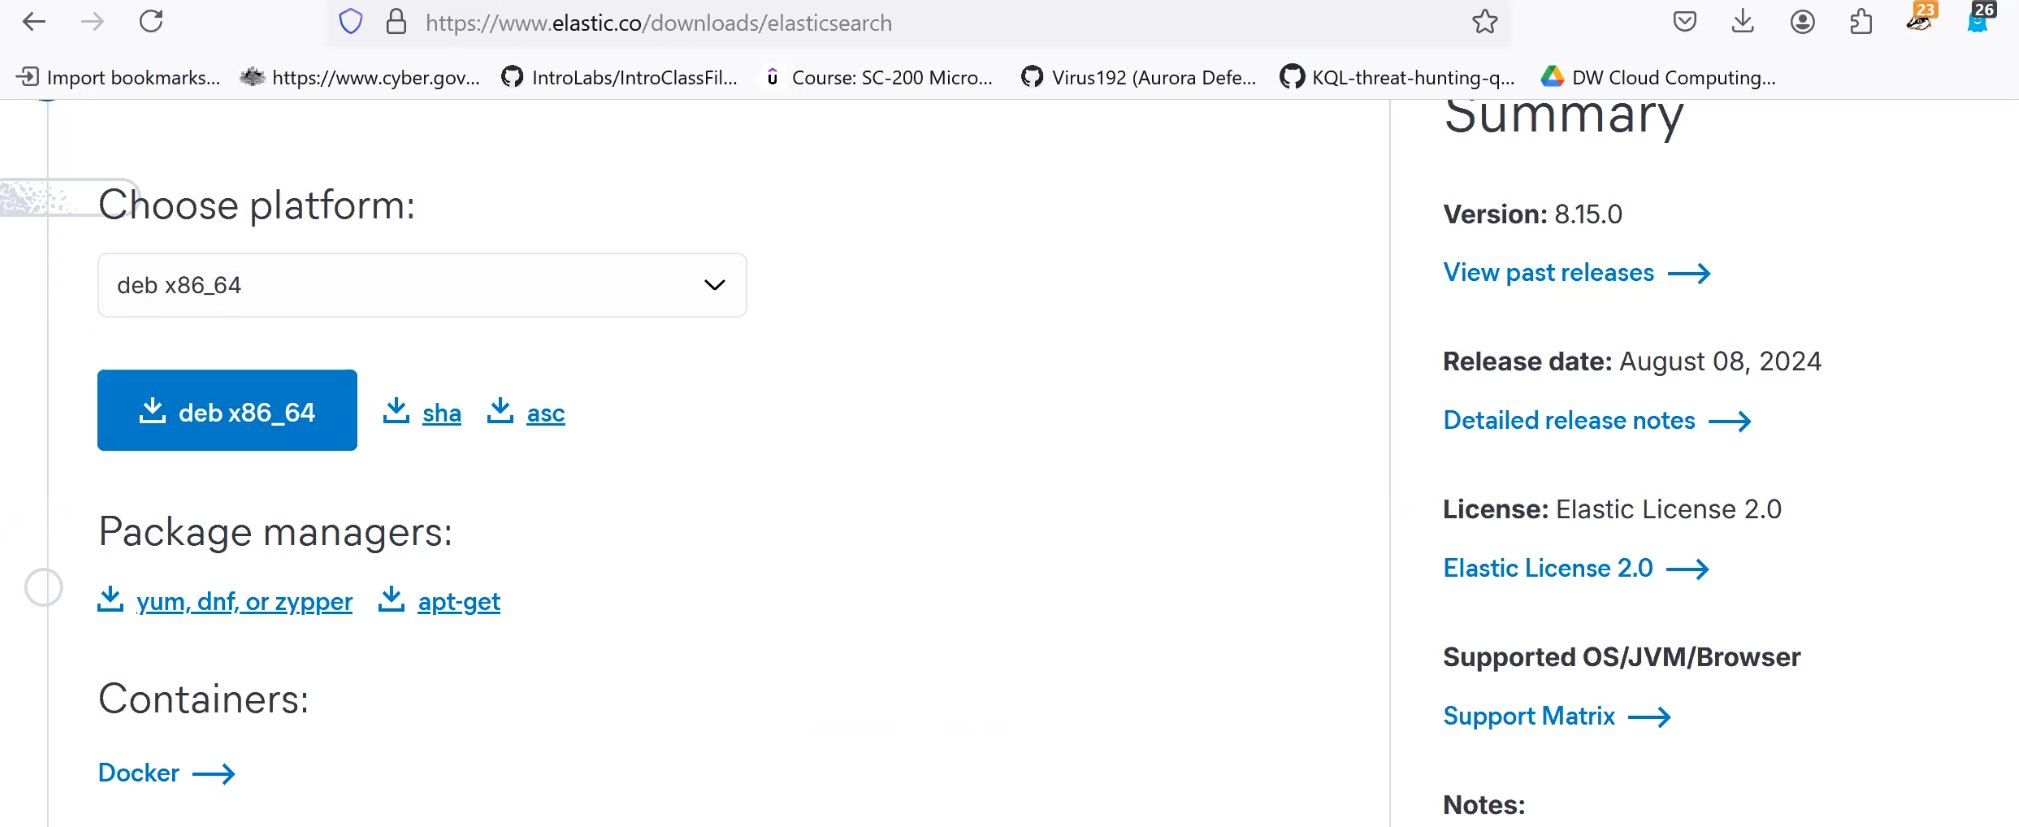 https://www.elastic.co/downloads/elasticsearch
23
26
Import bookmarks...
https://www.cyber.gov...
IntroLabs/IntroClassFil...
Course: SC-200 Micro...
Virus192 (Aurora Defe...
KQL-threat-hunting-q...
DW Cloud Computing...
Choose platform:
deb x86_64
deb x86_64
sha
asc
Package managers:
yum, dnf, or zypper
apt-get
Containers:
Docker
Summary
Version: 8.15.0
View past releases
Release date: August 08, 2024
Detailed release notes
License: Elastic License 2.0
Elastic License 2.0
Supported OS/JVM/Browser
Support Matrix
Notes: